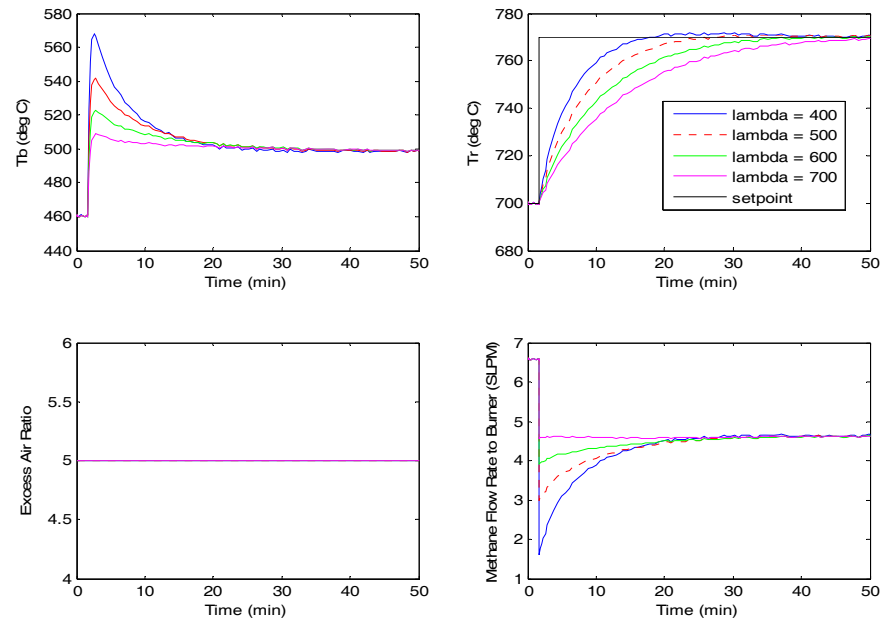 580
560
540
520
500
480
460
440
Tb (deg C)
0 10 20 30 40 50
Time (min)
780
760
740
720
700
680
Tr (deg C)
lambda = 400
lambda = 500
lambda = 600
lambda = 700
setpoint
0 10 20 30 40 50
Time (min)
6
5.5
5
4.5
4
Excess Air Ratio
0 10 20 30 40 50
Time (min)
7
6
5
4
3
2
1
Methane Flow Rate to Burner (SLPM)
0 10 20 30 40 50
Time (min)